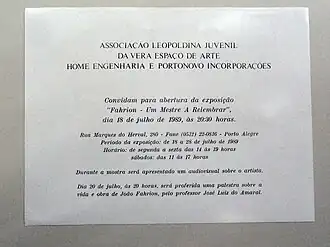 ASSOCIAÇÃO LEOPOLDINA JUVENIL
DA VERA ESPAÇO DE ARTE
HOME ENGENHARIA E PORTONOVO INCORPORAÇÕES
Convidam para abertura da exposição
"Fahrion - Um Mestre A Relembrar",
dia 18 de julho de 1989, às 20:30 horas.
Rua Marques do Herval, 280 - Fone (0512) 22-0836 - Porto Alegre
Período da exposição: de 18 a 28 de julho de 1989
Horário: de segunda a sexta das 14 às 19 horas
sábados: das 11 às 17 horas
Durante a mostra será apresentado um audiovisual sobre o artista.
Dia 20 de julho, às 20 horas, será proferida uma palestra sobre a
vida e obra de João Fahrion, pelo professor José Luis do Amaral.